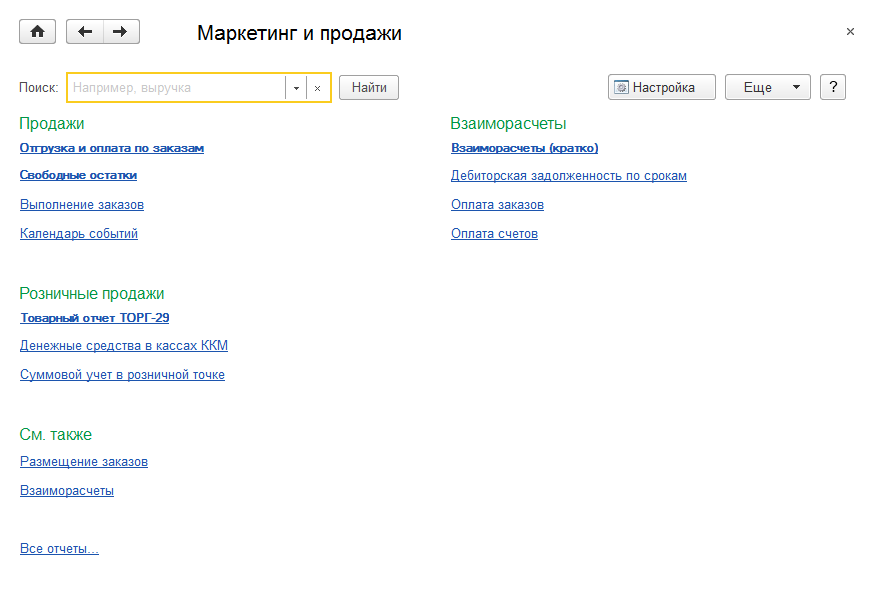 Маркетинг и продажи
Поиск: Например, выручка Найти Настройка Еще ?
Продажи
Отгрузка и оплата по заказам
Свободные остатки
Выполнение заказов
Календарь событий
Взаиморасчеты
Взаиморасчеты (кратко)
Дебиторская задолженность по срокам
Оплата заказов
Оплата счетов
Розничные продажи
Товарный отчет ТОРГ-29
Денежные средства в кассах ККМ
Суммовой учет в розничной точке
См. также
Размещение заказов
Взаиморасчеты
Все отчеты...